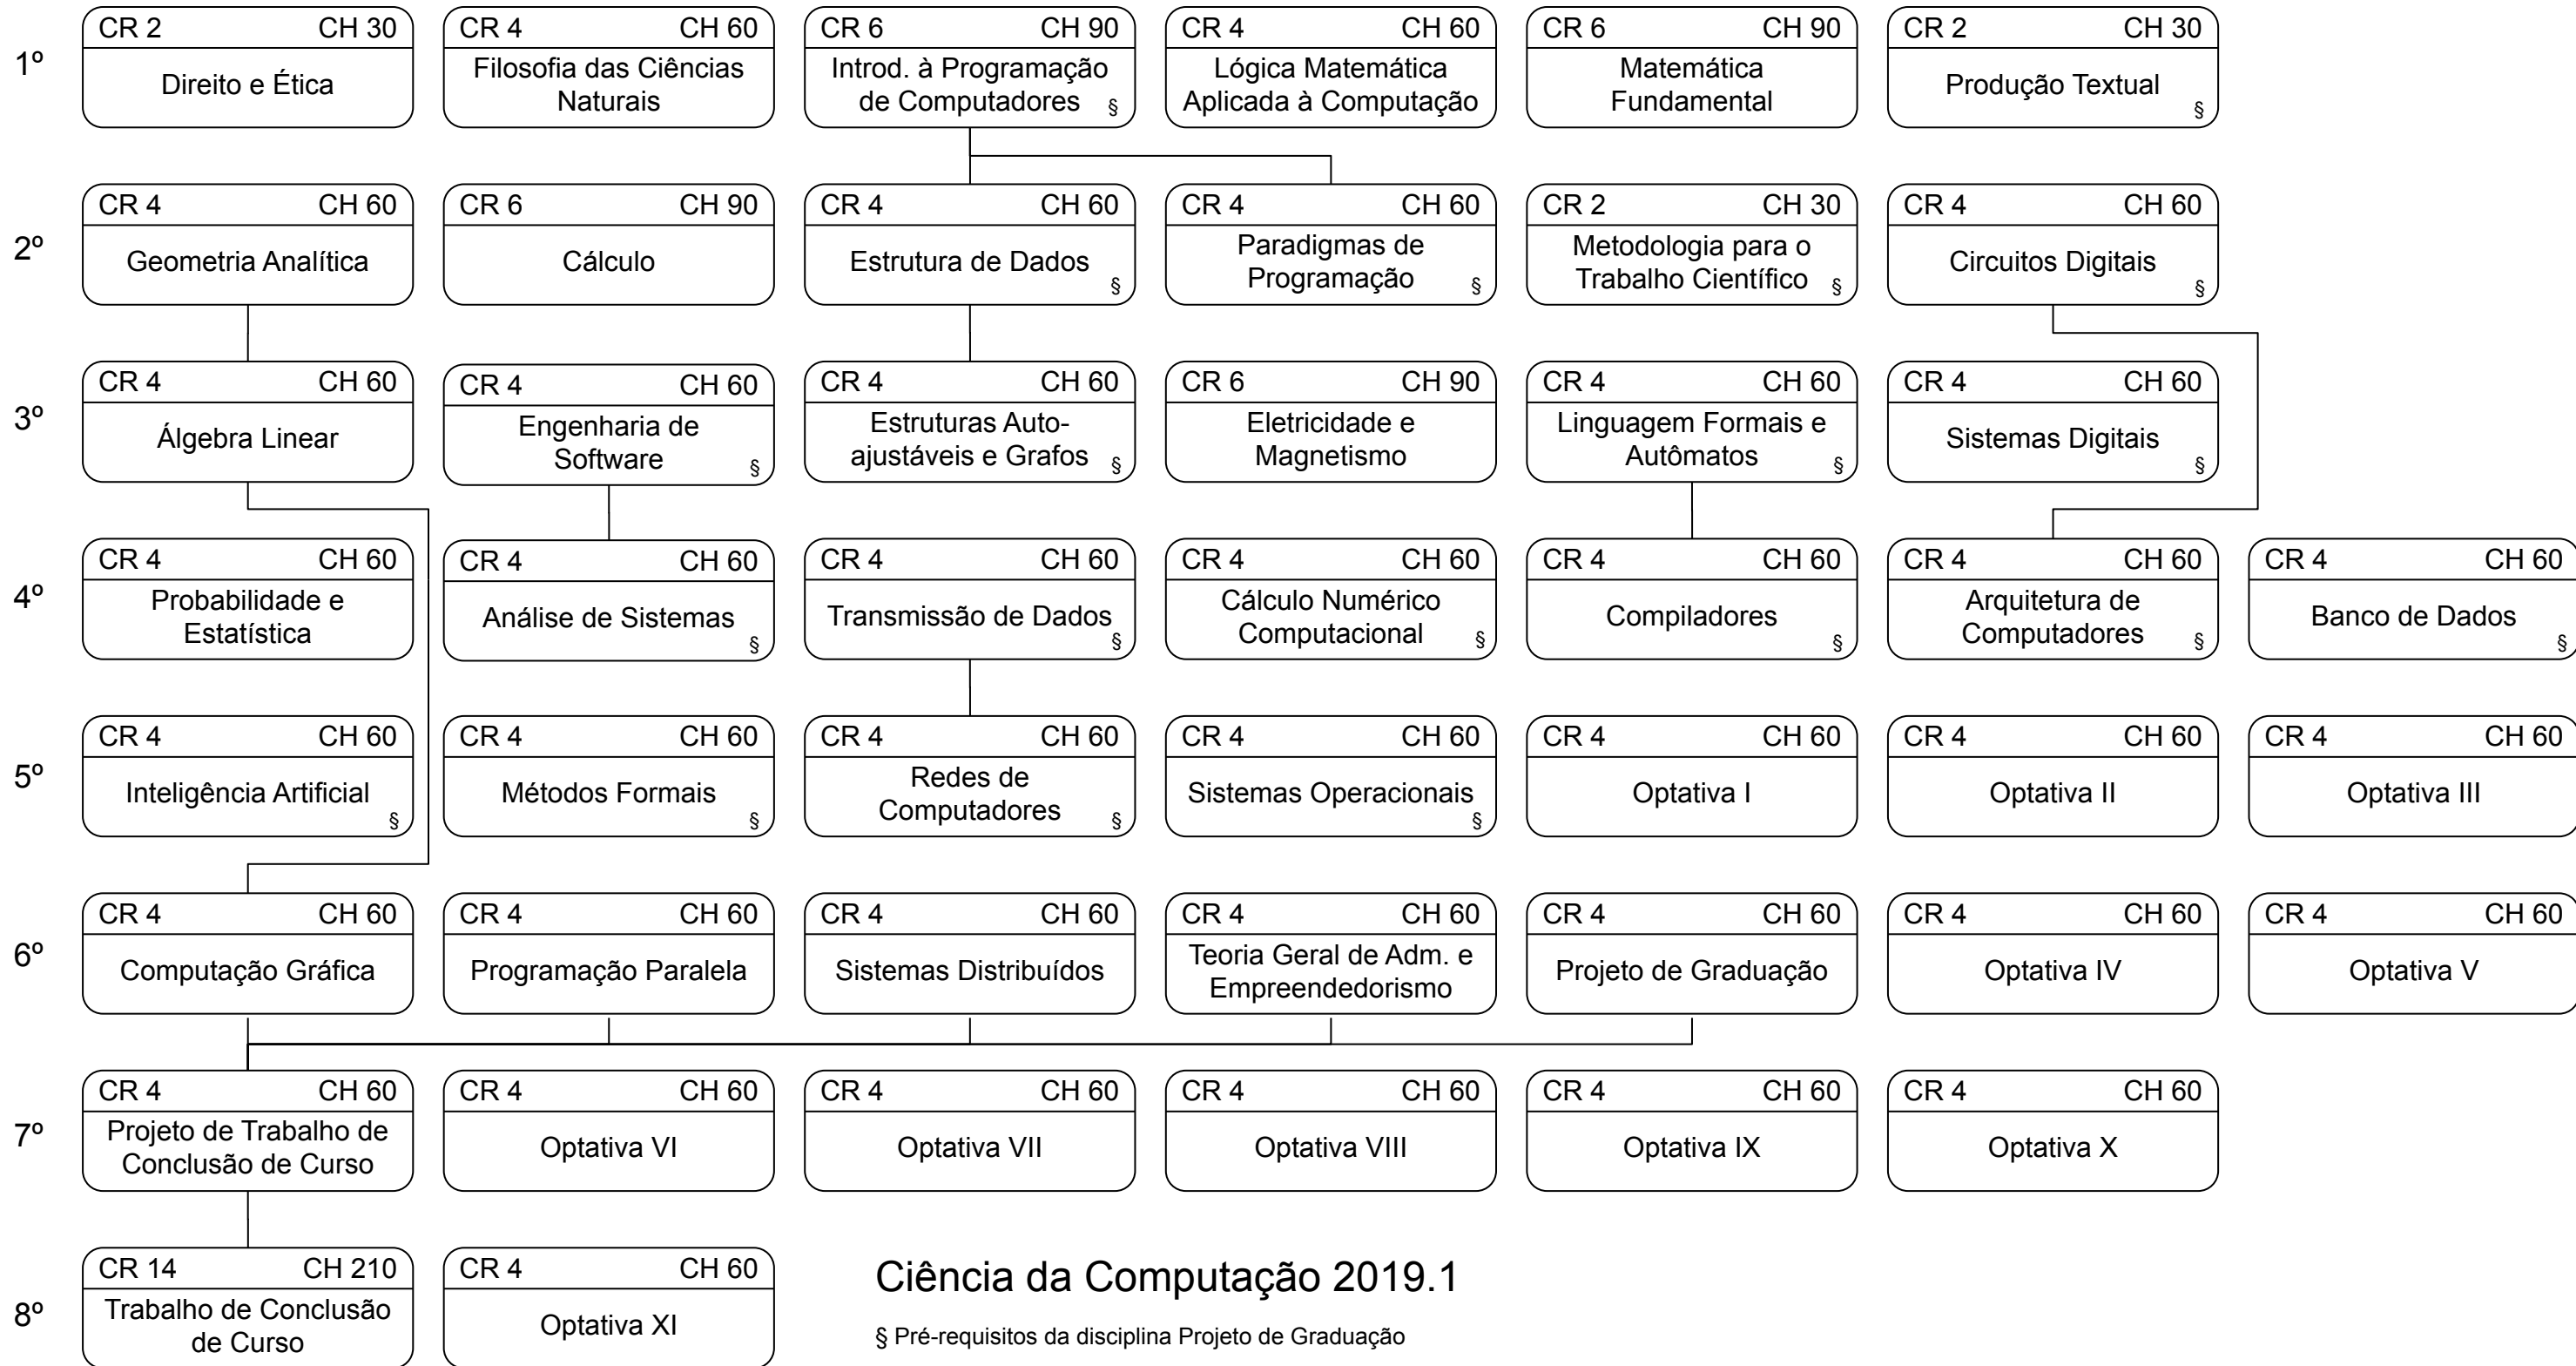 1º
CR 2 CH 30
Direito e Ética
CR 4 CH 60
Filosofia das Ciências
Naturais
CR 6 CH 90
Introd. à Programação
de Computadores §
CR 4 CH 60
Lógica Matemática
Aplicada à Computação
CR 6 CH 90
Matemática
Fundamental
CR 2 CH 30
Produção Textual
§
2º
CR 4 CH 60
Geometria Analítica
CR 6 CH 90
Cálculo
CR 4 CH 60
Estrutura de Dados
§
CR 4 CH 60
Paradigmas de
Programação §
CR 2 CH 30
Metodologia para o
Trabalho Científico §
CR 4 CH 60
Circuitos Digitais
§
3º
CR 4 CH 60
Álgebra Linear
CR 4 CH 60
Engenharia de
Software §
CR 4 CH 60
Estruturas Auto-
ajustáveis e Grafos §
CR 6 CH 90
Eletricidade e
Magnetismo
CR 4 CH 60
Linguagem Formais e
Autômatos §
CR 4 CH 60
Sistemas Digitais
§
4º
CR 4 CH 60
Probabilidade e
Estatística
CR 4 CH 60
Análise de Sistemas
§
CR 4 CH 60
Transmissão de Dados
§
CR 4 CH 60
Cálculo Numérico
Computacional §
CR 4 CH 60
Compiladores
§
CR 4 CH 60
Arquitetura de
Computadores §
CR 4 CH 60
Banco de Dados
§
5º
CR 4 CH 60
Inteligência Artificial
§
CR 4 CH 60
Métodos Formais
§
CR 4 CH 60
Redes de
Computadores §
CR 4 CH 60
Sistemas Operacionais
§
CR 4 CH 60
Optativa I
CR 4 CH 60
Optativa II
CR 4 CH 60
Optativa III
6º
CR 4 CH 60
Computação Gráfica
CR 4 CH 60
Programação Paralela
CR 4 CH 60
Sistemas Distribuídos
CR 4 CH 60
Teoria Geral de Adm. e
Empreendedorismo
CR 4 CH 60
Projeto de Graduação
CR 4 CH 60
Optativa IV
CR 4 CH 60
Optativa V
7º
CR 4 CH 60
Projeto de Trabalho de
Conclusão de Curso
CR 4 CH 60
Optativa VI
CR 4 CH 60
Optativa VII
CR 4 CH 60
Optativa VIII
CR 4 CH 60
Optativa IX
CR 4 CH 60
Optativa X
8º
CR 14 CH 210
Trabalho de Conclusão
de Curso
CR 4 CH 60
Optativa XI
Ciência da Computação 2019.1
§ Pré-requisitos da disciplina Projeto de Graduação